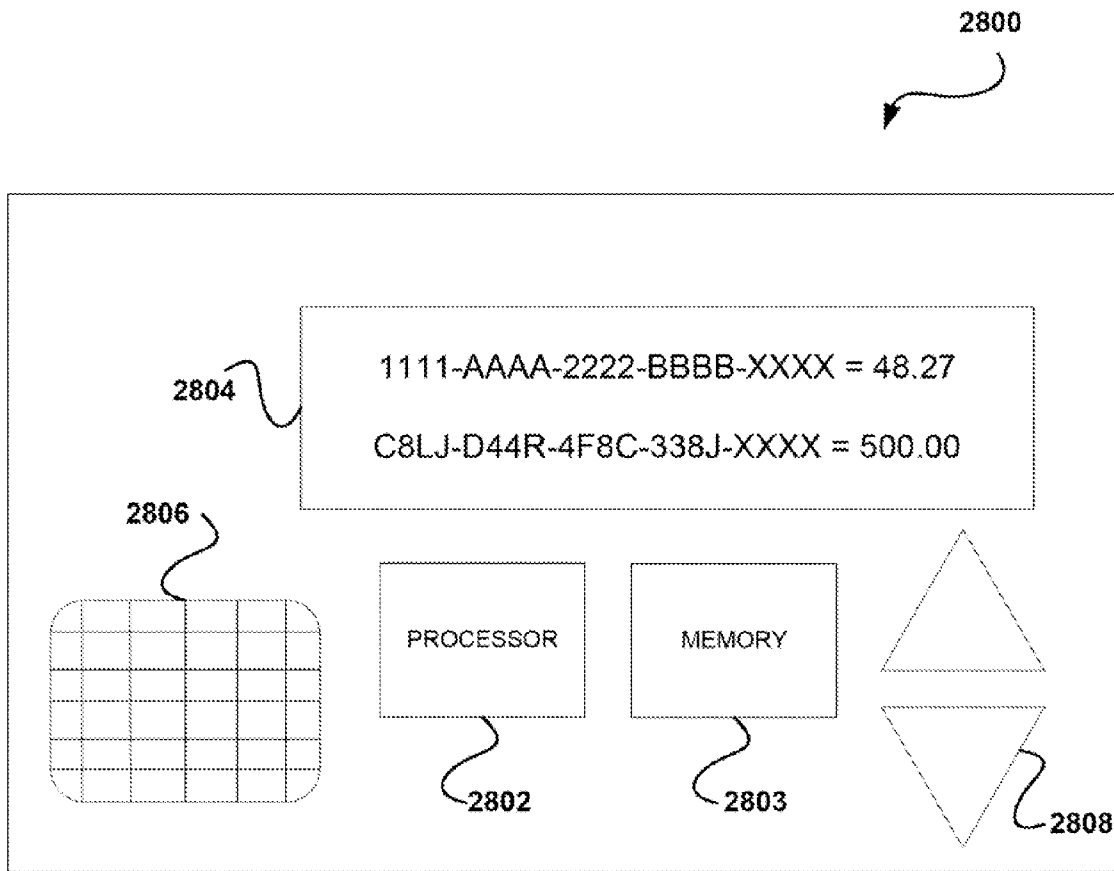 2800
1111-AAAA-2222-BBBB-XXXX = 48.27
2804
C8LJ-D44R-4F8C-338J-XXXX = 500.00
2806
PROCESSOR
MEMORY
2802
2803
2808